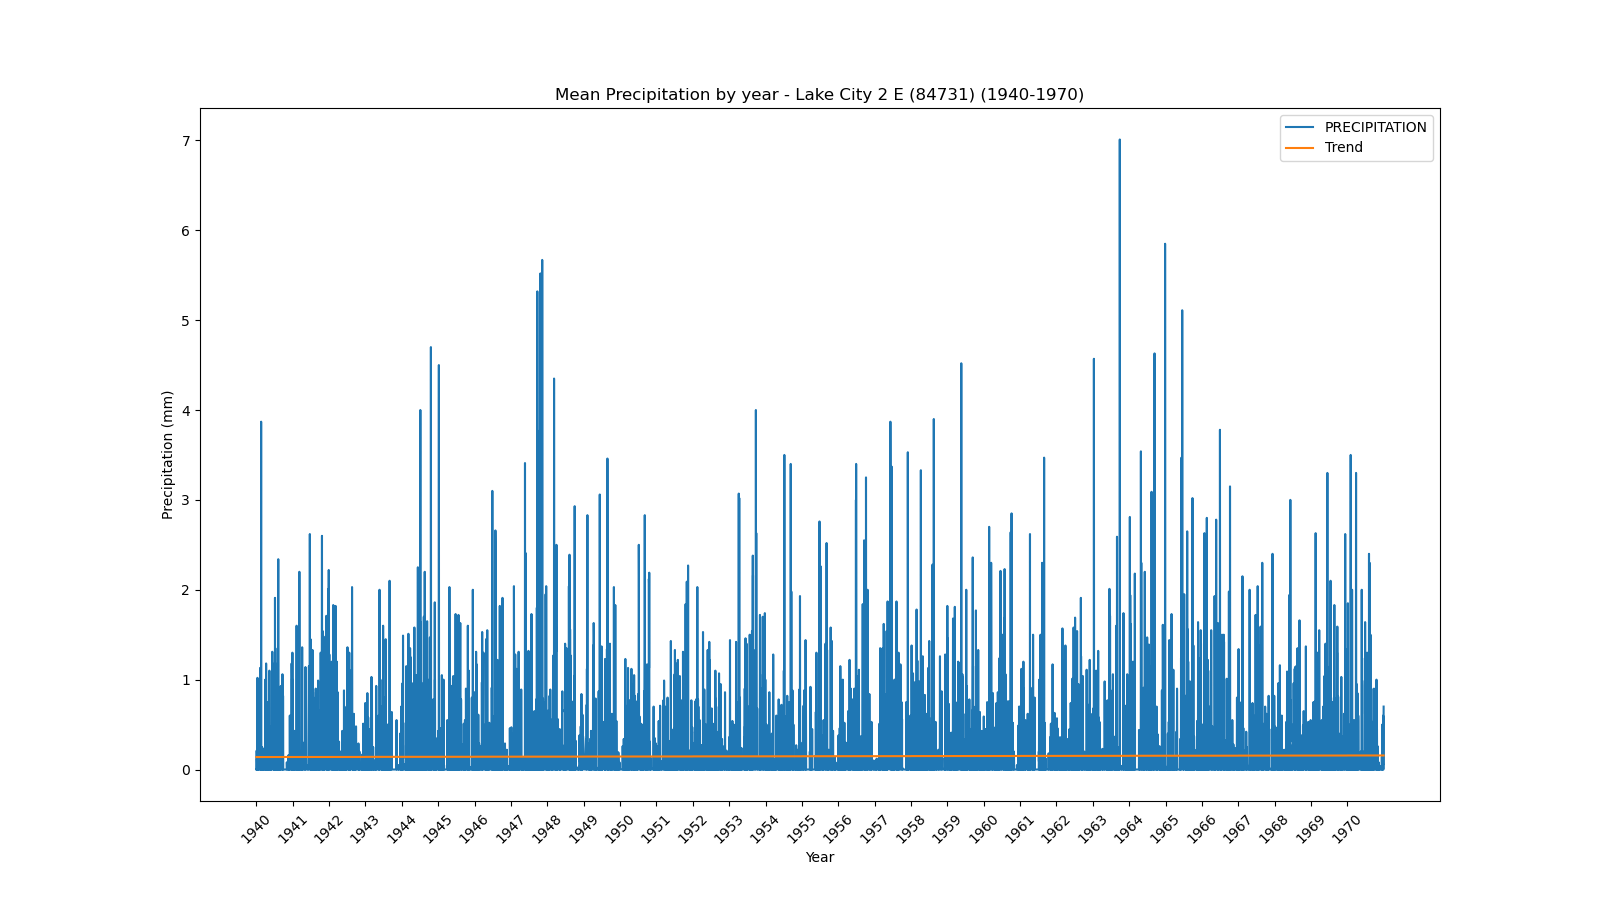 Mean Precipitation by year - Lake City 2 E (84731) (1940-1970)
PRECIPITATION
Trend
7
6
5
4
3
2
1
0
Precipitation (mm)
1940 1941 1942 1943 1944 1945 1946 1947 1948 1949 1950 1951 1952 1953 1954 1955 1956 1957 1958 1959 1960 1961 1962 1963 1964 1965 1966 1967 1968 1969 1970
Year